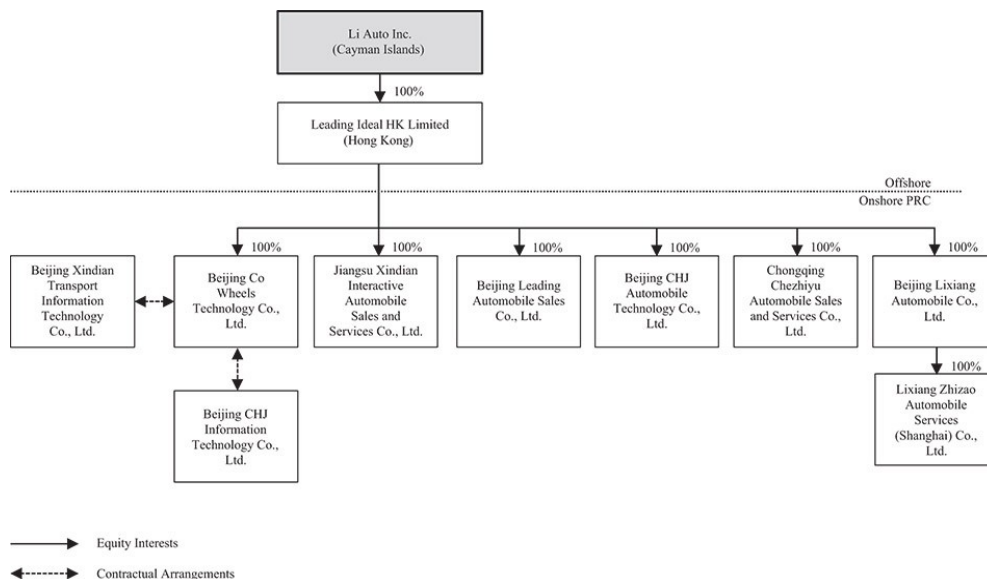 Li Auto Inc.
(Cayman Islands)
100%
Leading Ideal HK Limited
(Hong Kong)
Offshore
Onshore PRC
100%
100%
100%
100%
100%
100%
Beijing Xindian
Transport
Information
Technology
Co., Ltd.
Beijing Co
Wheels
Technology Co.,
Ltd.
Jiangsu Xindian
Interactive
Automobile
Sales and
Services Co., Ltd.
Beijing Leading
Automobile Sales
Co., Ltd.
Beijing CHJ
Automobile
Technology Co.,
Ltd.
Chongqing
Chezhiyu
Automobile Sales
and Services Co.,
Ltd.
Beijing Lixiang
Automobile Co.,
Ltd.
100%
Beijing CHJ
Information
Technology Co.,
Ltd.
Lixiang Zhizao
Automobile
Services
(Shanghai) Co.,
Ltd.
Equity Interests
Contractual Arrangements